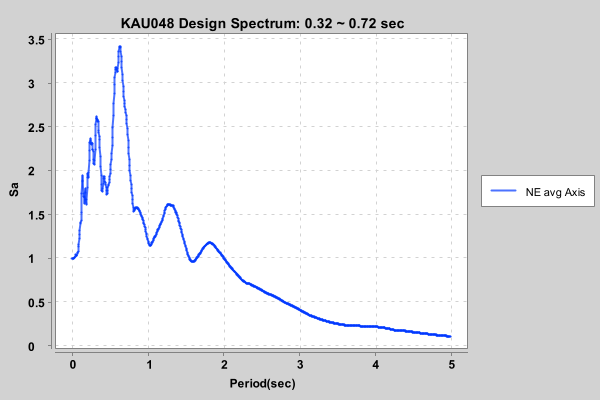 KAU048 Design Spectrum: 0.32 ~ 0.72 sec
3.5
3
2.5
2
1.5
1
0.5
0
Sa
0 1 2 3 4 5
Period(sec)
NE avg Axis